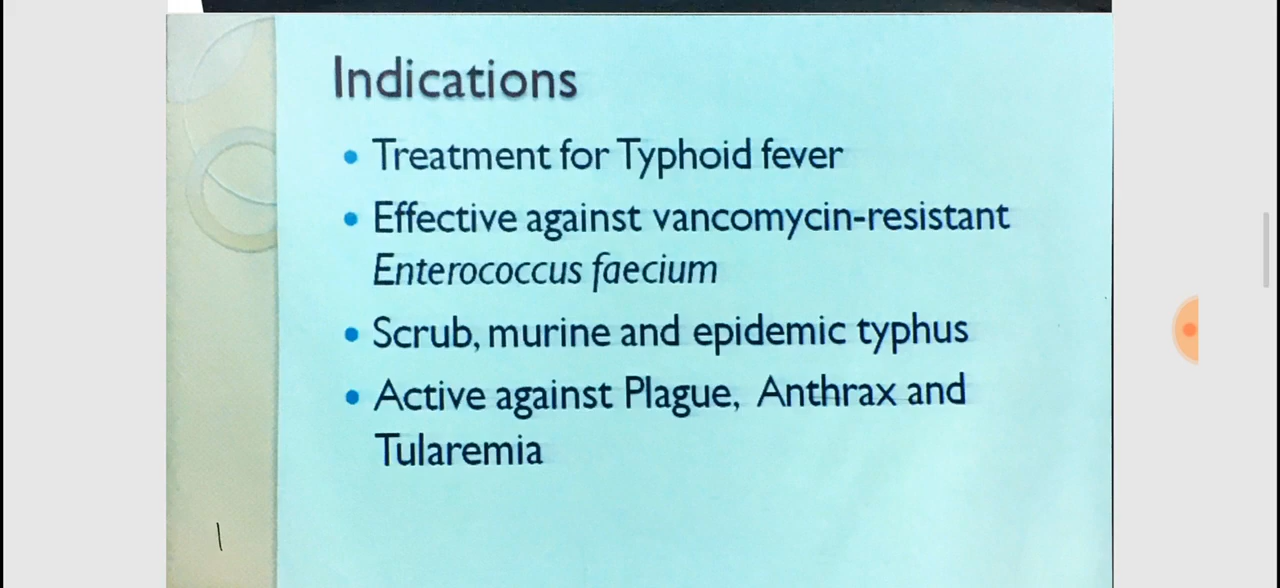 Indications
• Treatment for Typhoid fever
• Effective against vancomycin-resistant
Enterococcus faecium
• Scrub, murine and epidemic typhus
• Active against Plague, Anthrax and
Tularemia